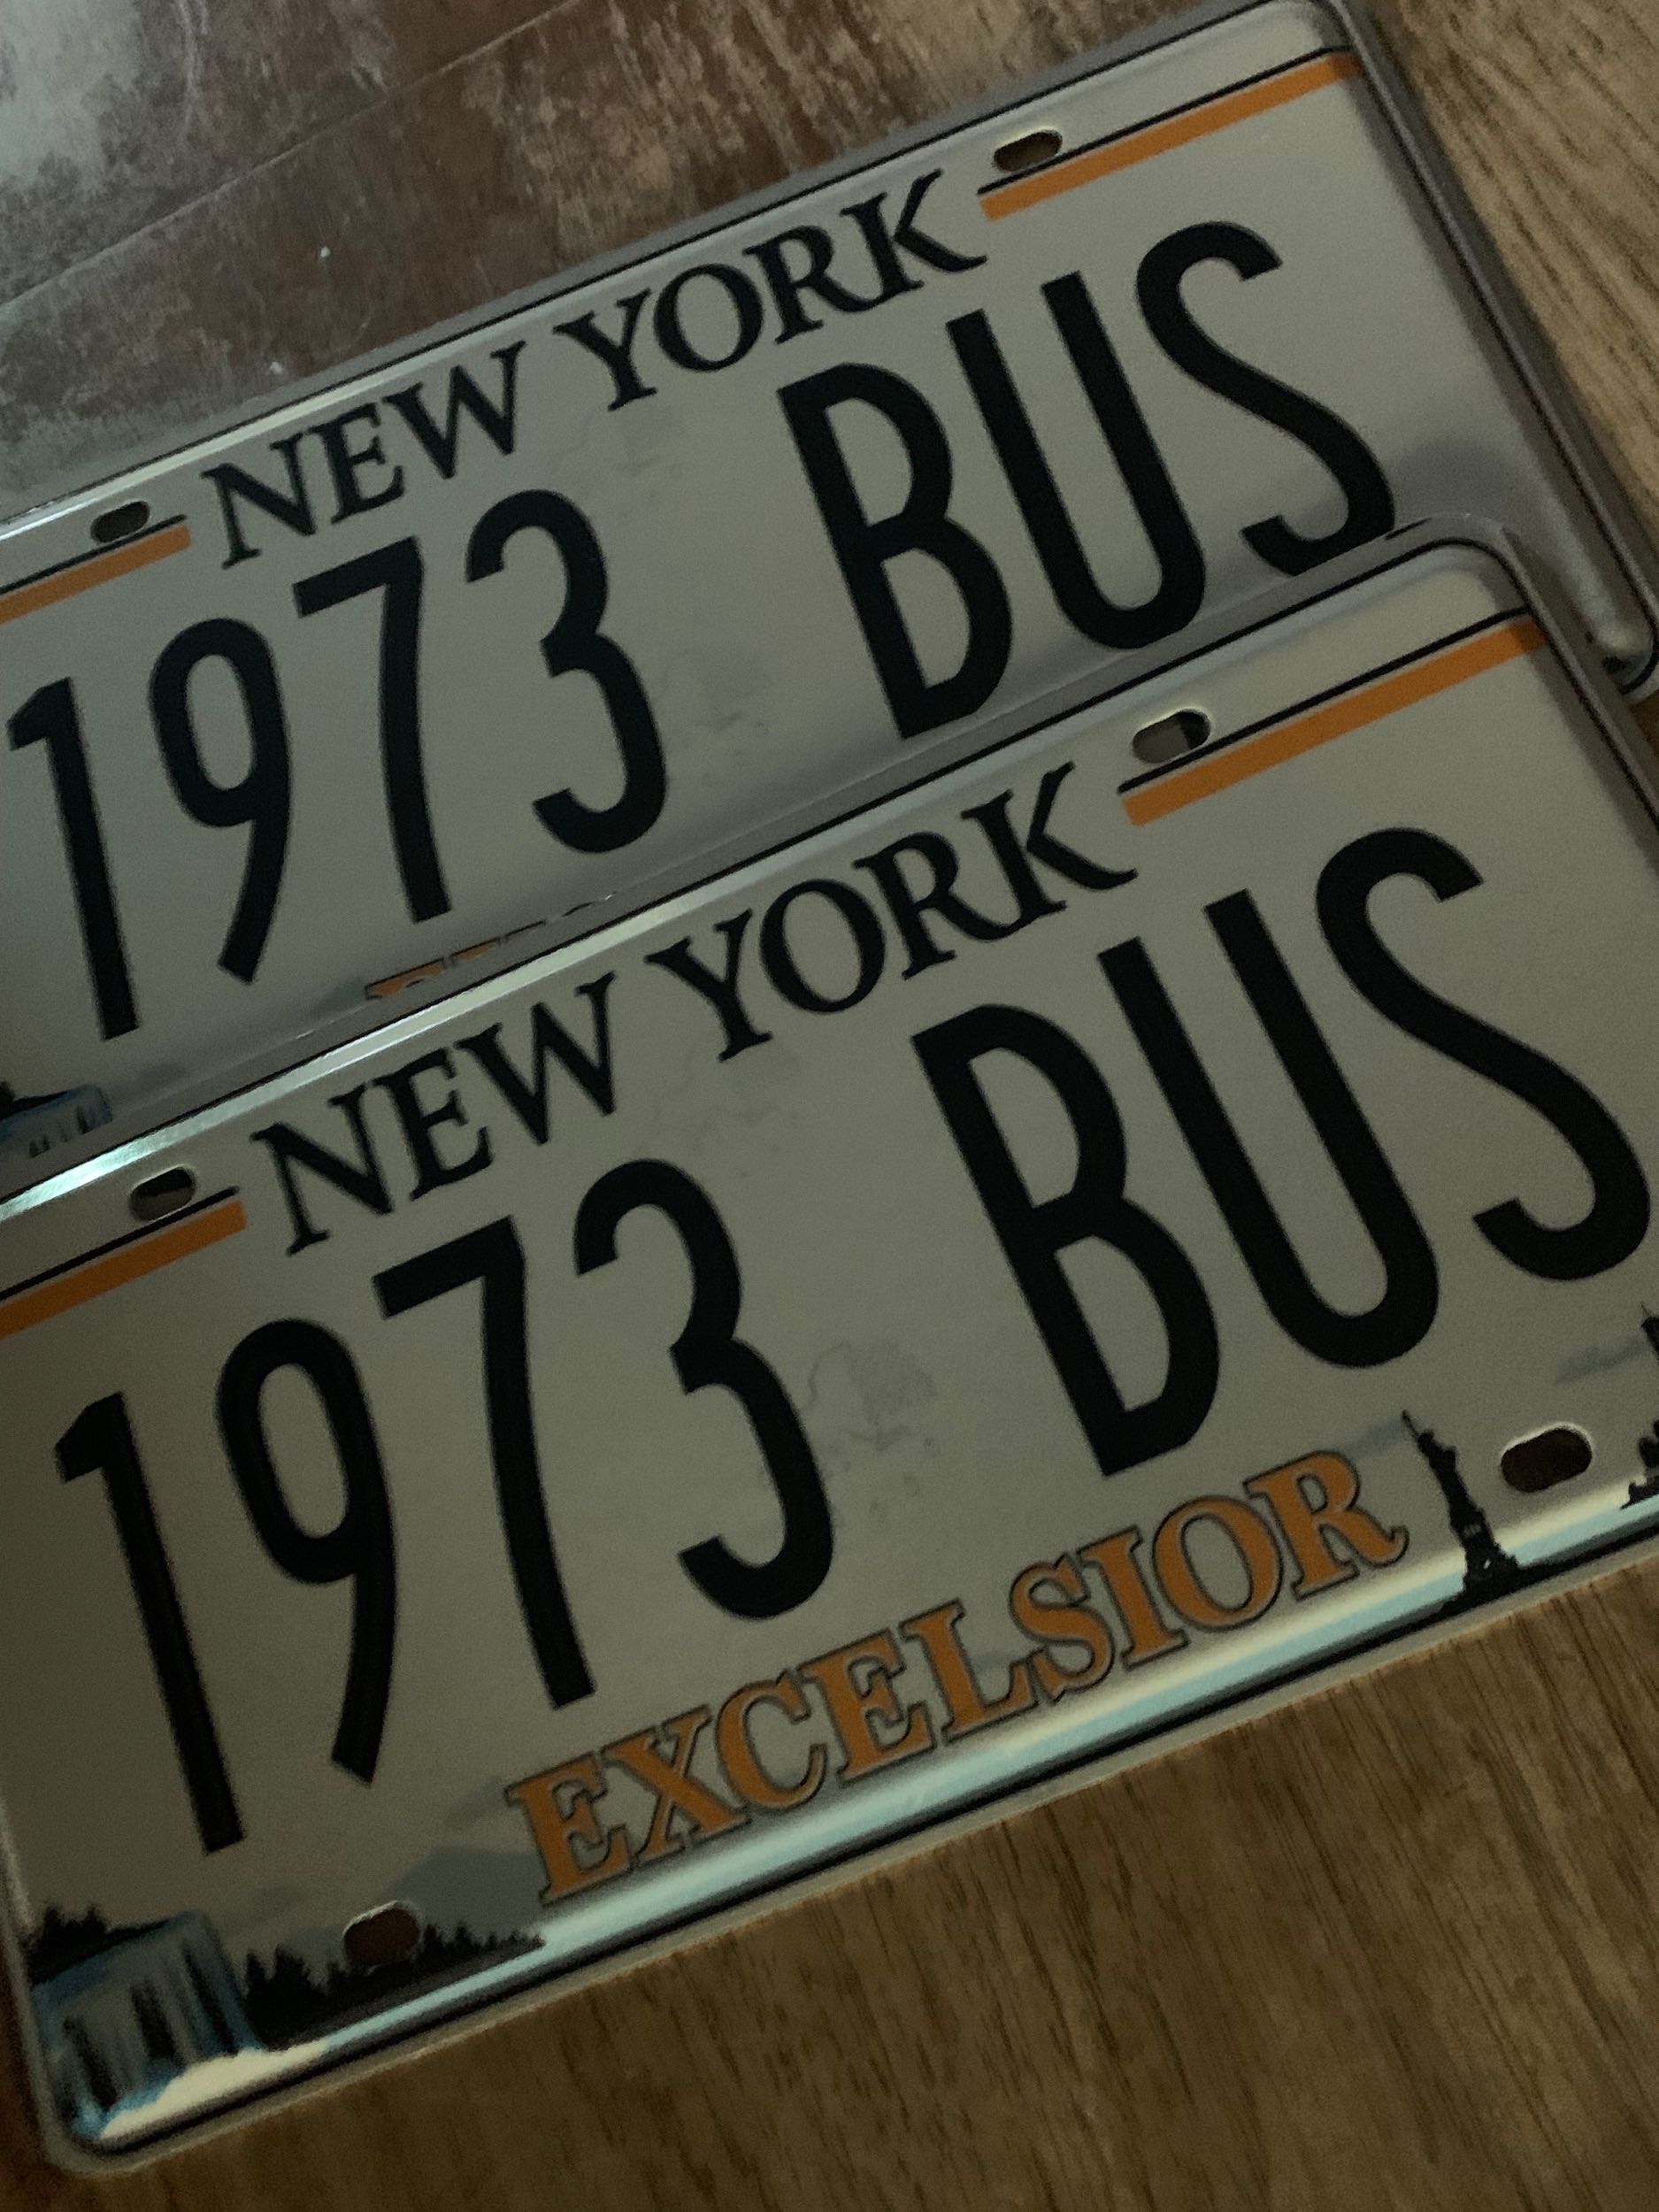 NEW YORK
1973 BUS
NEW YORK
1973 BUS
EXCELSIOR